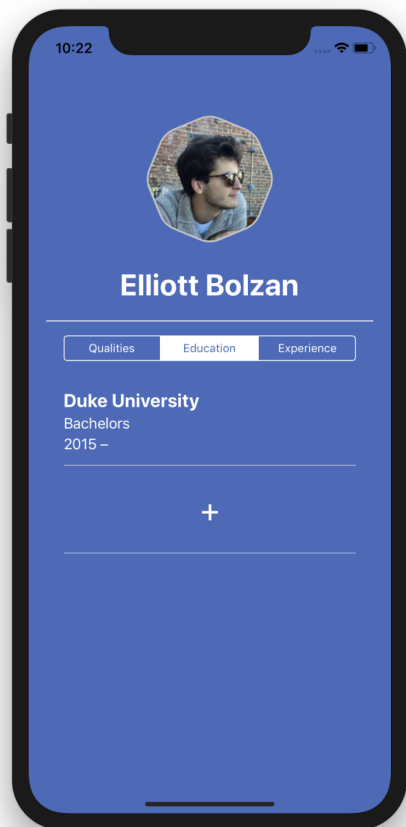 10:22
Elliott Bolzan
Qualities Education Experience
Duke University
Bachelors
2015 –
+